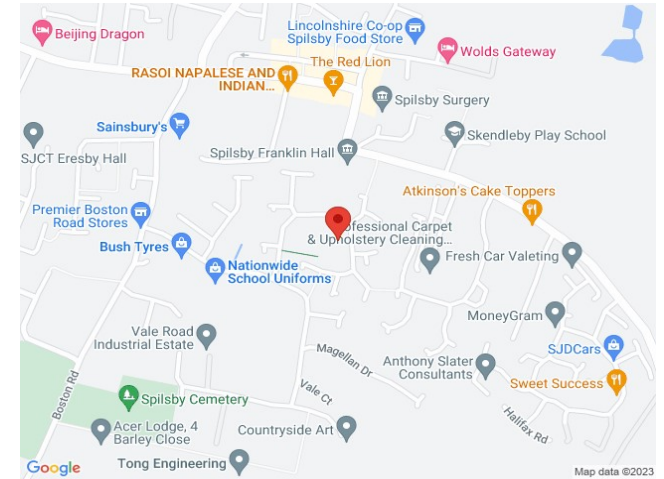 Beijing Dragon
Lincolnshire Co-op
Spilsby Food Store
Wolds Gateway
The Red Lion
RASOI NAPALESE AND
INDIAN...
Spilsby Surgery
Sainsbury's
Skendleby Play School
SJCT Eresby Hall
Spilsby Franklin Hall
Atkinson's Cake Toppers
Premier Boston
Road Stores
ofessional Carpet
& Upholstery Cleaning...
Bush Tyres
Fresh Car Valeting
Nationwide
School Uniforms
MoneyGram
Vale Road
Industrial Estate
Magellan Dr
SJDCars
Anthony Slater
Consultants
Sweet Success
Boston Rd
Vale Ct
Spilsby Cemetery
Halifax Rd
Acer Lodge, 4
Barley Close
Countryside Art
Tong Engineering
Google
Map data ©2023